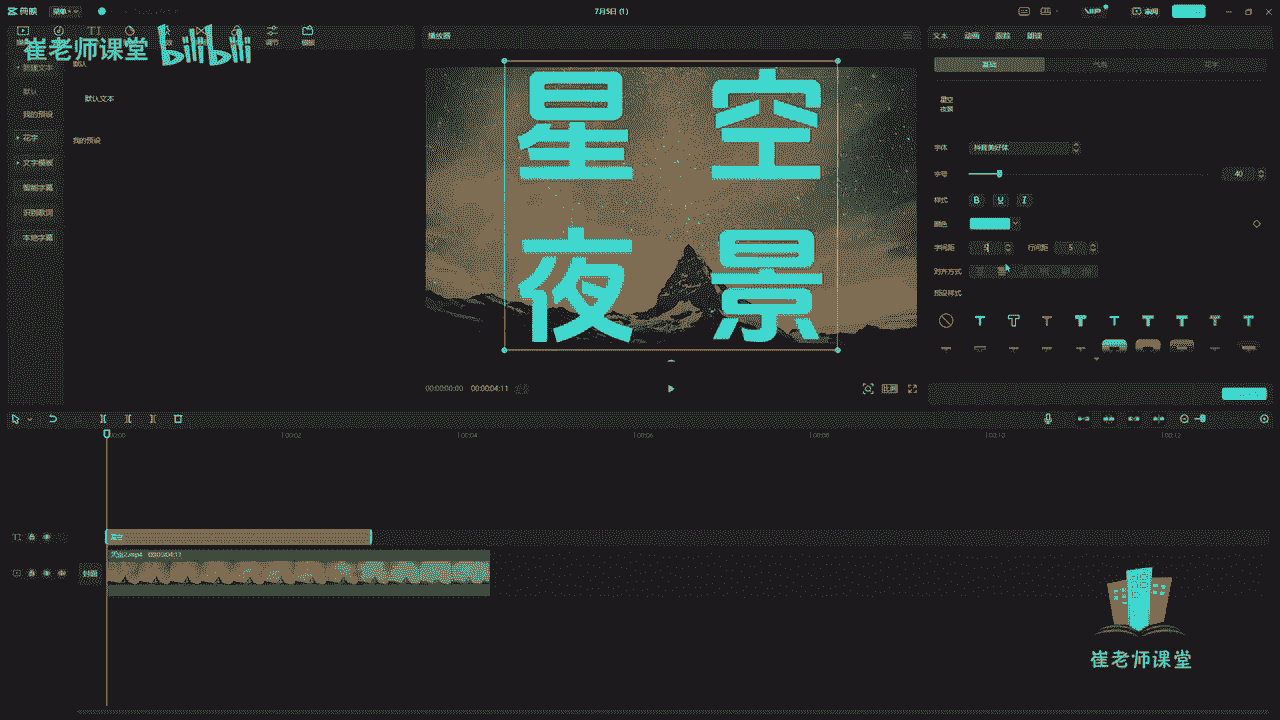 剪映
菜单
7月5日 (1)
VIP
崔老师课堂 bilibili
TI
调节
模板
新建文本
默认
我的预设
花字
文字模板
智能字幕
识别歌词
本地字幕
默认
默认文本
我的预设
播放器
星 空
夜 景
00:00:00:00 00:00:04:11
比例
文本 动画 跟踪 朗读
基础 气泡 花字
星空
夜景
字体 抖音美好体
字号 40
样式 B U I
颜色
字间距 5 行间距 5
对齐方式
预设样式
00:00 00:02 00:04 00:06 00:08 00:10 00:12
星空
封面
00:00:04:11
崔老师课堂